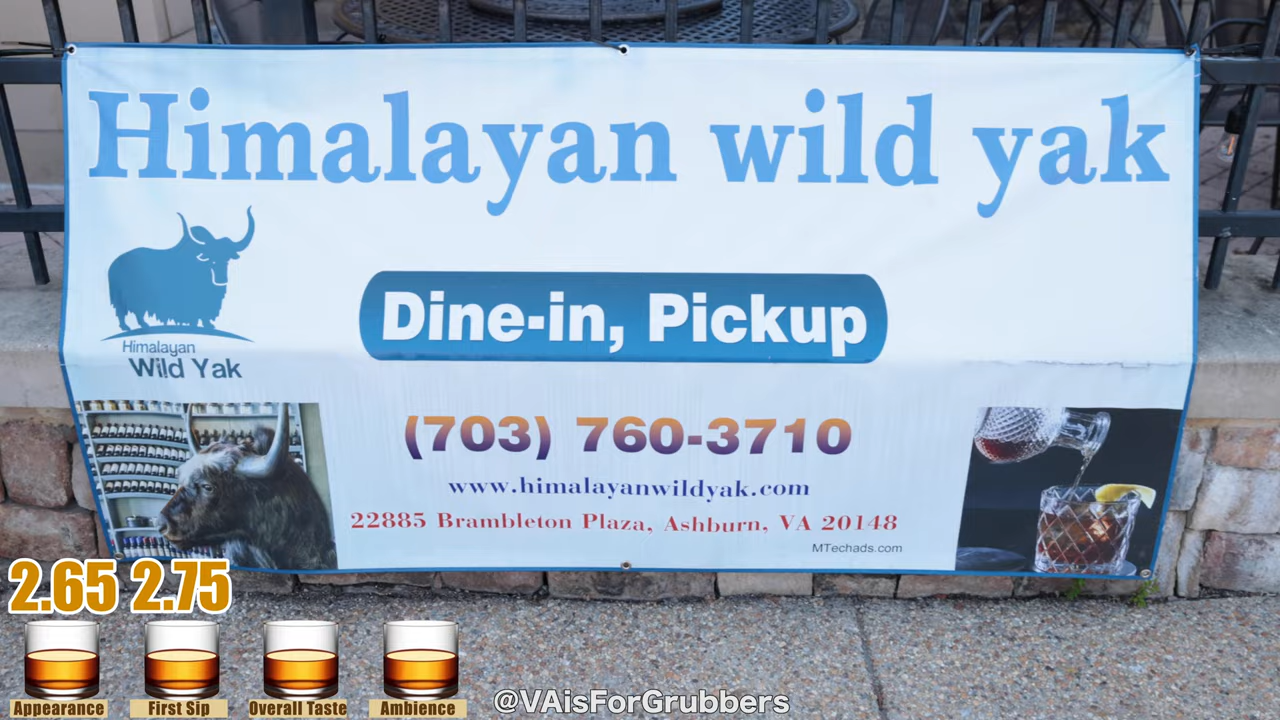 Himalayan wild yak
Himalayan
Wild Yak
Dine-in, Pickup
(703) 760-3710
www.himalayanwildyak.com
22885 Brambleton Plaza, Ashburn, VA 20148
MTechads.com
2.65 2.75
Appearance First Sip Overall Taste Ambience
@VAisForGrubbers